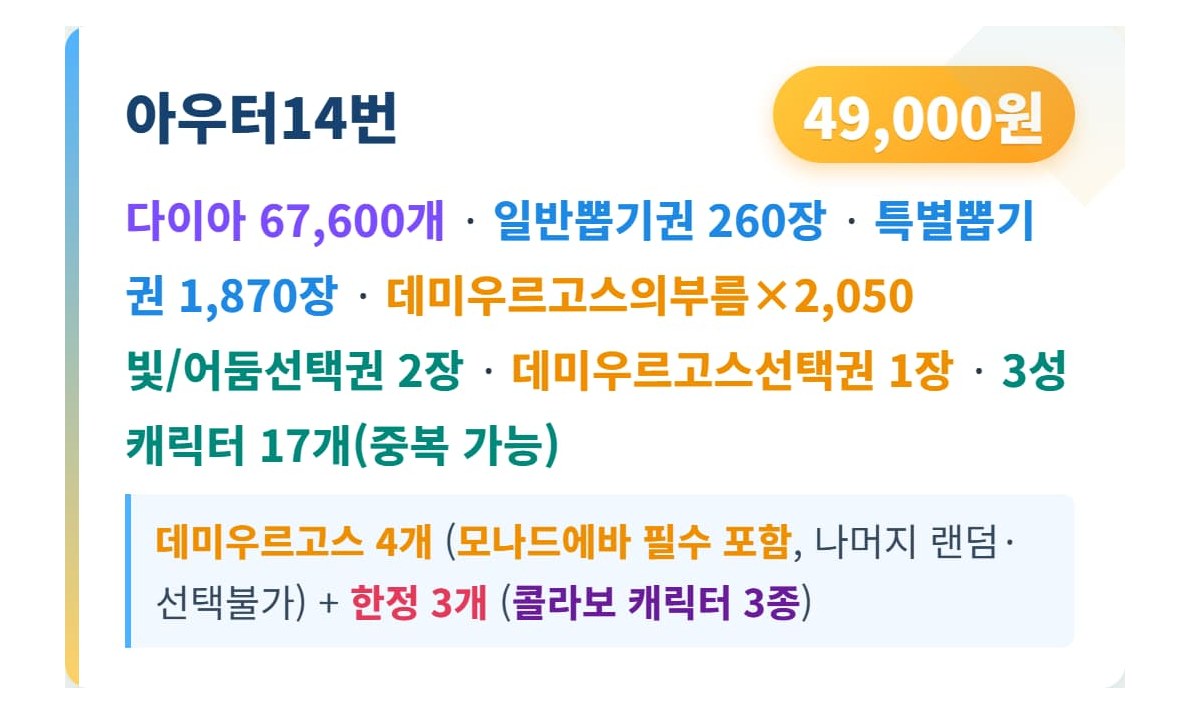 아우터14번
49,000원
다이아 67,600개 · 일반뽑기권 260장 · 특별뽑기
권 1,870장 · 데미우르고스의부름×2,050
빛/어둠선택권 2장 · 데미우르고스선택권 1장 · 3성
캐릭터 17개(중복 가능)
데미우르고스 4개 (모나드에바 필수 포함, 나머지 랜덤·
선택불가) + 한정 3개 (콜라보 캐릭터 3종)